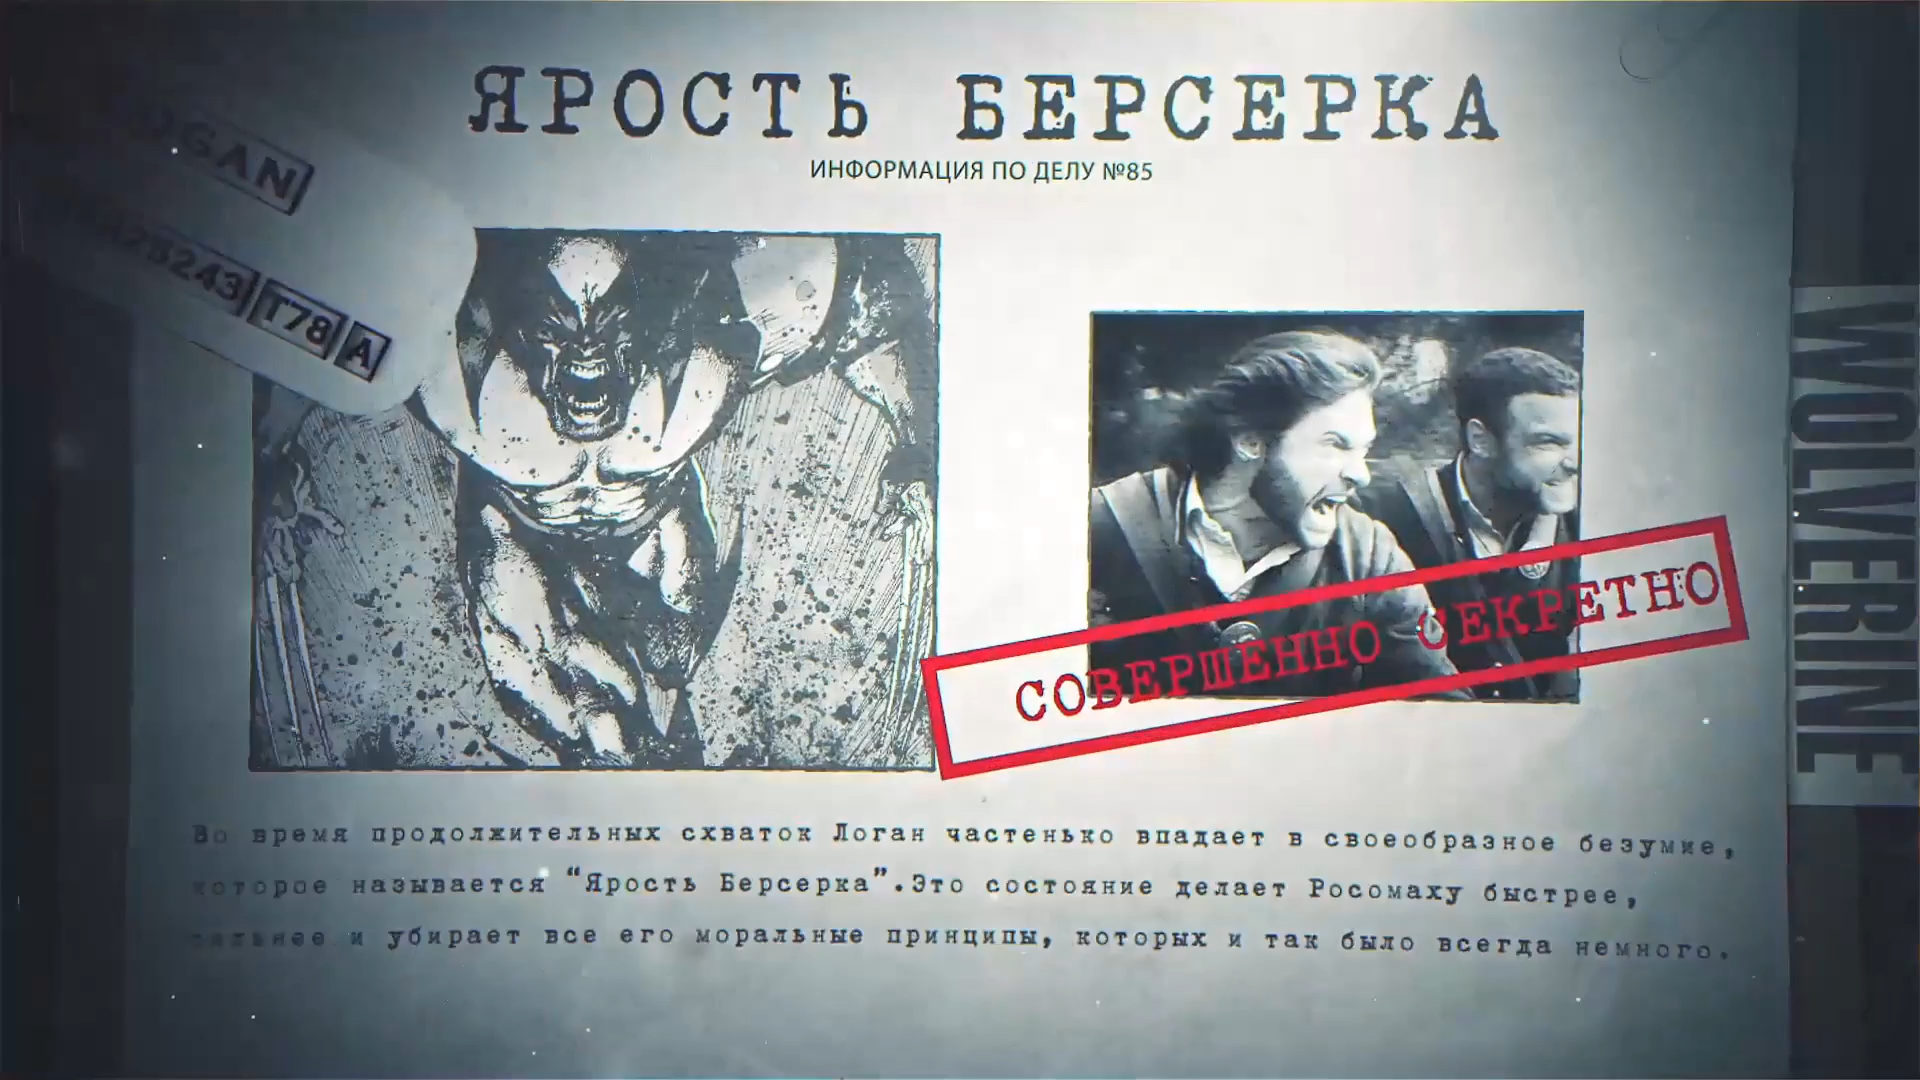 ЯРОСТЬ БЕРСЕРКА
ИНФОРМАЦИЯ ПО ДЕЛУ №85
T78 A
WOLVERINE
СОВЕРШЕННО СЕКРЕТНО
Во время продолжительных схваток Логан частенько впадает в своеобразное безумие,
которое называется “Ярость Берсерка”.Это состояние делает Росомаху быстрее,
сильнее и убирает все его моральные принципы, которых и так было всегда немного.